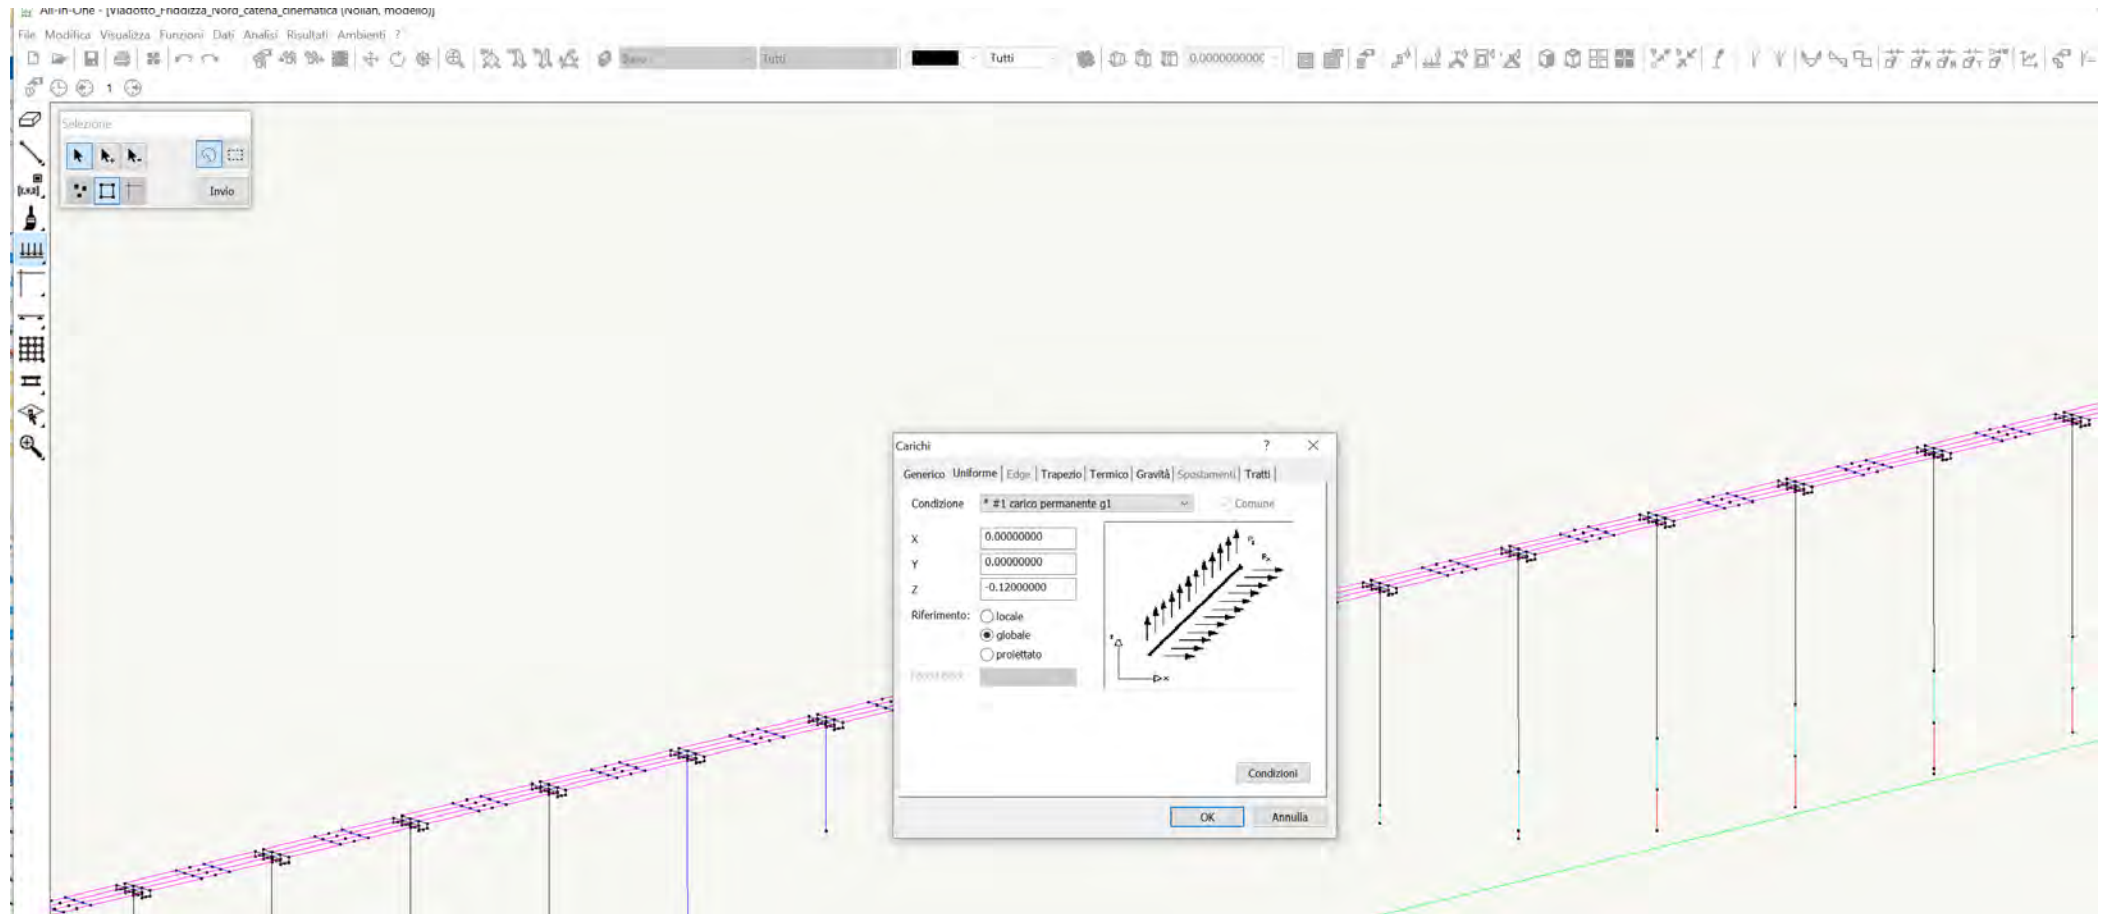 All-In-One - [Viadotto_Friddizza_Nord_catena_cinematica (Nolian, modello)]
File Modifica Visualizza Funzioni Dati Analisi Risultati Ambienti ?
Tutti Tutti 0.000000000
1
Selezione
Invio
Carichi ?
Generico Uniforme Edge Trapezio Termico Gravità Spostamenti Tratti
Condizione * #1 carico permanente g1 Comune
X 0.00000000
Y 0.00000000
Z -0.12000000
Riferimento: locale
globale
proiettato
Condizioni
OK Annulla